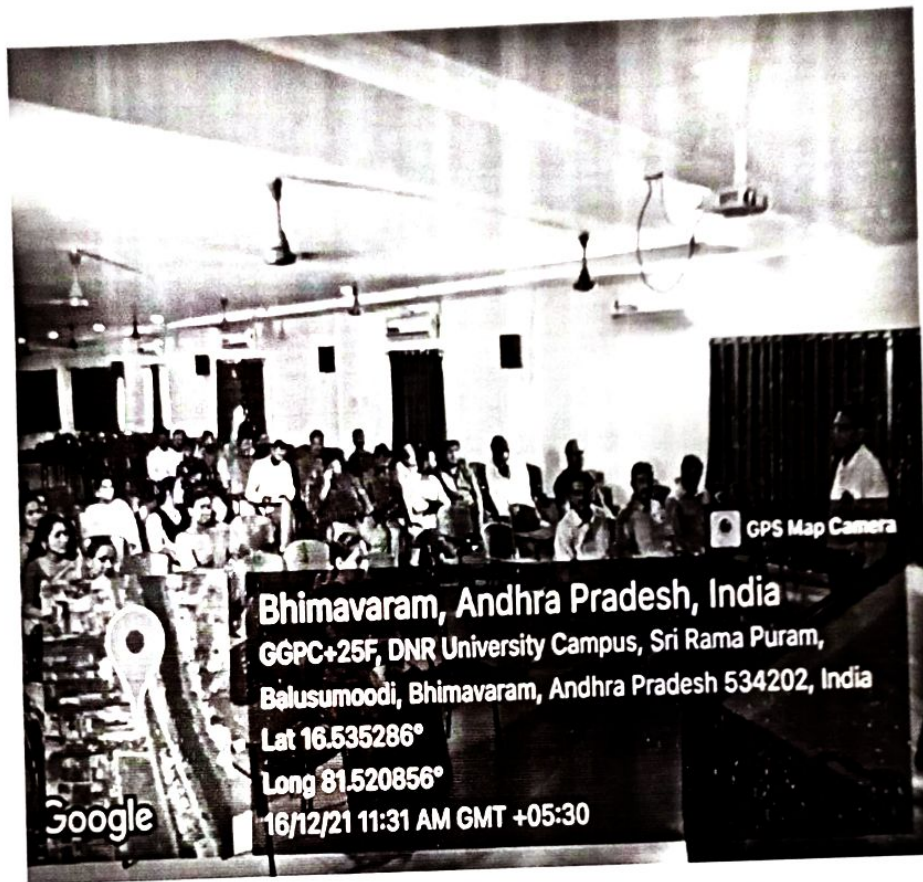 GPS Map Camera
Bhimavaram, Andhra Pradesh, India
GGPC+25F, DNR University Campus, Sri Rama Puram,
Balusumoodi, Bhimavaram, Andhra Pradesh 534202, India
Lat 16.535286°
Long 81.520856°
16/12/21 11:31 AM GMT +05:30
Google